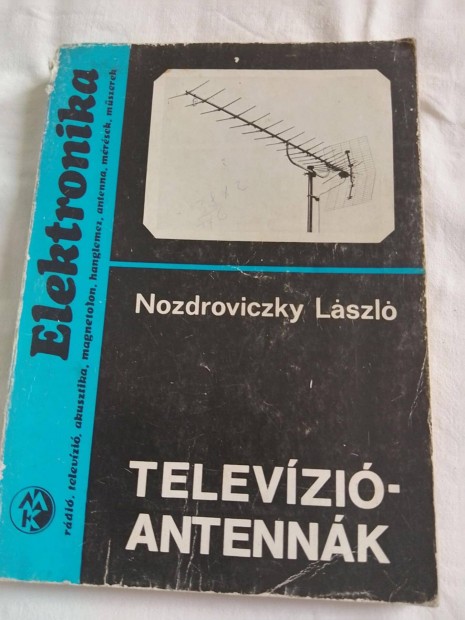 Elektronika
rádió, televízió, akusztika, magnetofon, hanglemez, antenna, mérések, műszerek
Nozdroviczky László
TELEVÍZIÓ-
ANTENNÁK